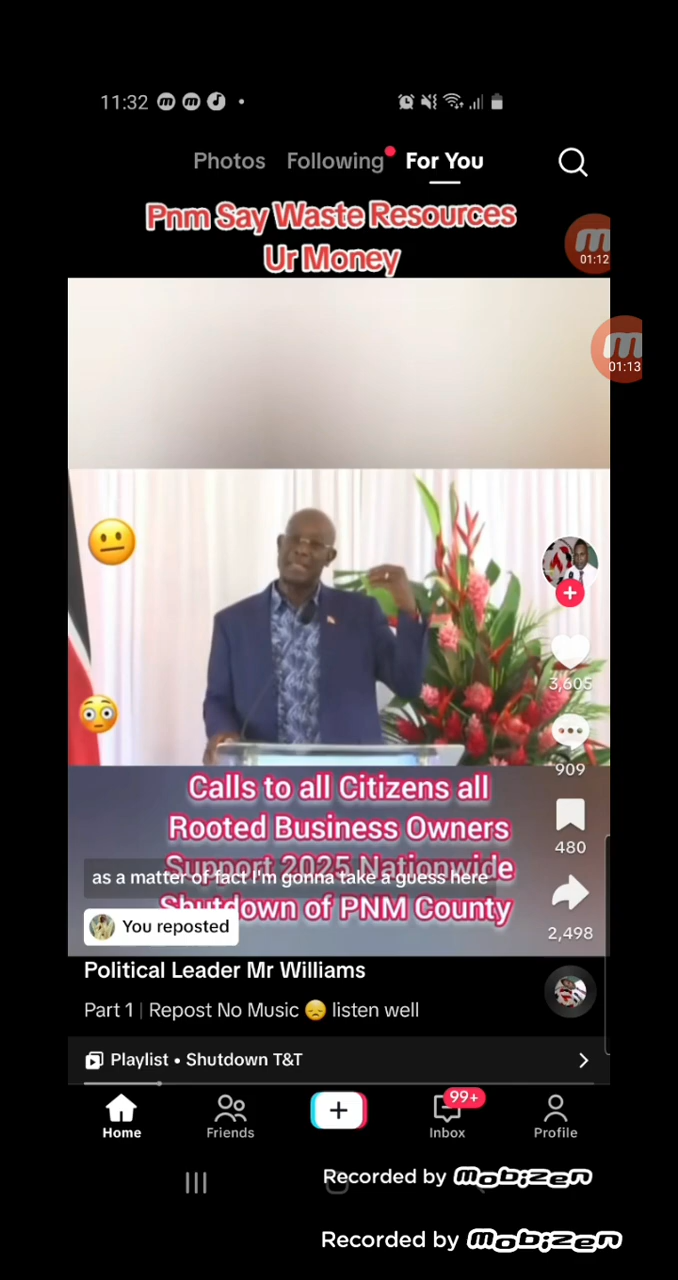 11:32
Photos Following For You
Pnm Say Waste Resources
Ur Money
01:12
01:13
3,605
909
Calls to all Citizens all
Rooted Business Owners
Support 2025 Nationwide
as a matter of fact I'm gonna take a guess here
Shutdown of PNM County
480
You reposted
2,498
Political Leader Mr Williams
Part 1 | Repost No Music 😞 listen well
Playlist • Shutdown T&T
99+
Home Friends Inbox Profile
Recorded by mobizen
Recorded by mobizen